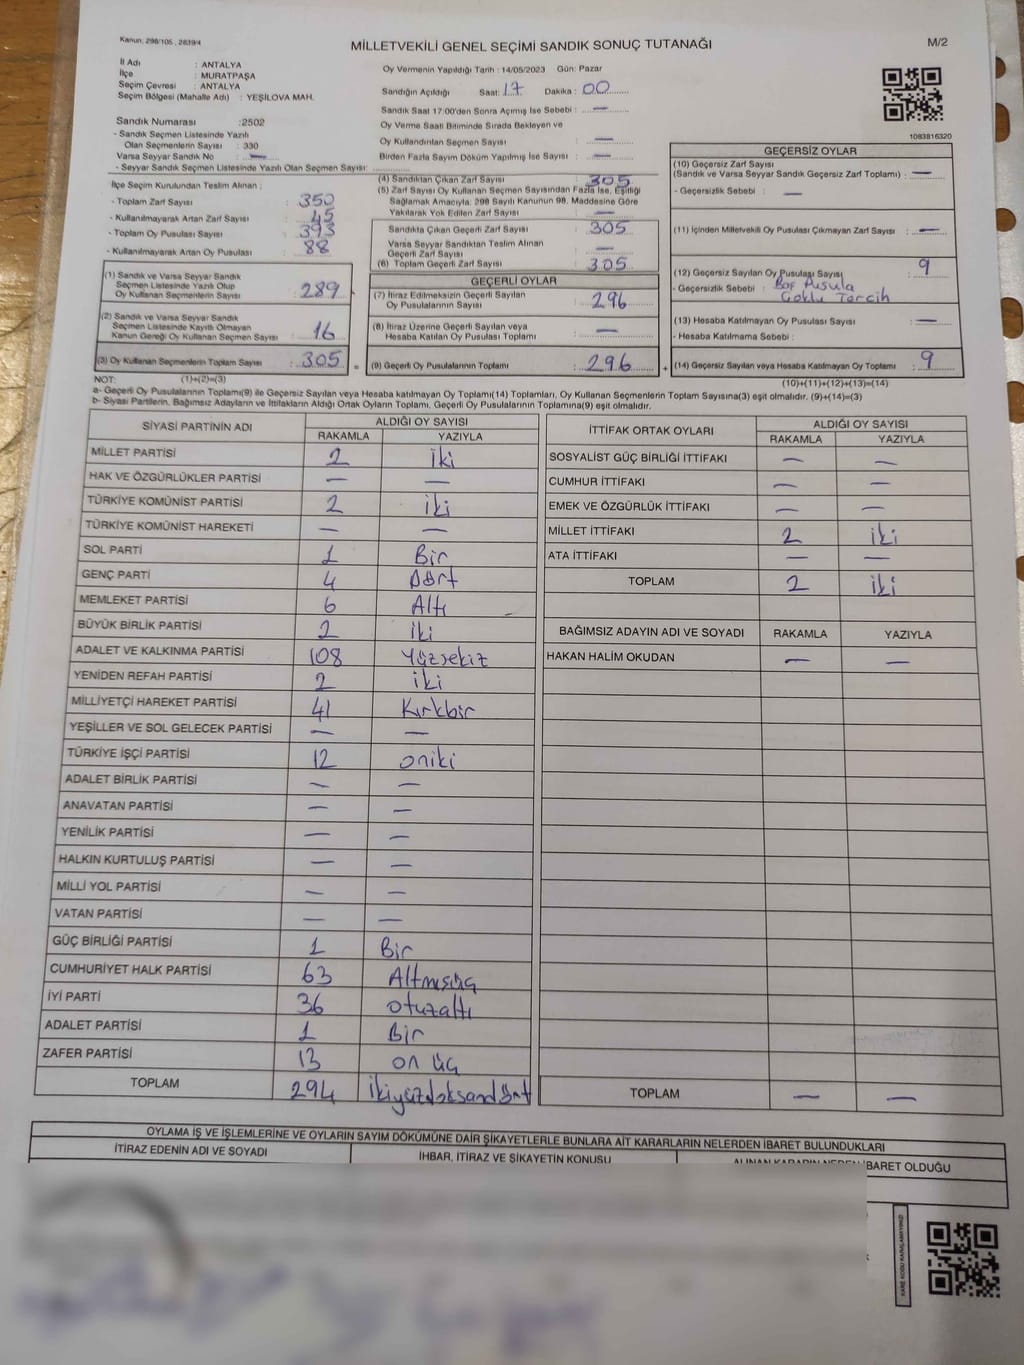 Kanun: 298/105, 2839/4
MİLLETVEKİLİ GENEL SEÇİMİ SANDIK SONUÇ TUTANAĞI
M/2
İl Adı : ANTALYA
İlçe : MURATPAŞA
Seçim Çevresi : ANTALYA
Seçim Bölgesi (Mahalle Adı) : YEŞİLOVA MAH.
Sandık Numarası :2502
- Sandık Seçmen Listesinde Yazılı
Olan Seçmenlerin Sayısı : 330
Varsa Seyyar Sandık No : —
- Seyyar Sandık Seçmen Listesinde Yazılı Olan Seçmen Sayısı:
Oy Vermenin Yapıldığı Tarih : 14/05/2023 Gün: Pazar
Sandığın Açıldığı Saat: 17 Dakika : 00
Sandık Saat 17:00'den Sonra Açılmış İse Sebebi : —
Oy Verme Saati Bitiminde Sırada Bekleyen ve
Oy Kullandırılan Seçmen Sayısı : —
Birden Fazla Sayım Döküm Yapılmış İse Sayısı : —
1083816320
İlçe Seçim Kurulundan Teslim Alınan :
- Toplam Zarf Sayısı : 350
- Kullanılmayarak Artan Zarf Sayısı : 45
- Toplam Oy Pusulası Sayısı : 393
- Kullanılmayarak Artan Oy Pusulası : 88
(4) Sandıktan Çıkan Zarf Sayısı : 305
(5) Zarf Sayısı Oy Kullanan Seçmen Sayısından Fazla İse, Eşitliği
Sağlamak Amacıyla; 298 Sayılı Kanunun 98. Maddesine Göre
Yakılarak Yok Edilen Zarf Sayısı : —
Sandıkta Çıkan Geçerli Zarf Sayısı : 305
Varsa Seyyar Sandıktan Teslim Alınan
Geçerli Zarf Sayısı : —
(6) Toplam Geçerli Zarf Sayısı : 305
GEÇERSİZ OYLAR
(10) Geçersiz Zarf Sayısı
(Sandık ve Varsa Seyyar Sandık Geçersiz Zarf Toplamı) : —
- Geçersizlik Sebebi : —
(11) İçinden Milletvekili Oy Pusulası Çıkmayan Zarf Sayısı : —
(12) Geçersiz Sayılan Oy Pusulası Sayısı : 9
- Geçersizlik Sebebi : Boş Pusula
Çoklu Tercih
(13) Hesaba Katılmayan Oy Pusulası Sayısı : —
- Hesaba Katılmama Sebebi :
(14) Geçersiz Sayılan veya Hesaba Katılmayan Oy Toplamı : 9
(1) Sandık ve Varsa Seyyar Sandık
Seçmen Listesinde Yazılı Olup
Oy Kullanan Seçmenlerin Sayısı : 289
(2) Sandık ve Varsa Seyyar Sandık
Seçmen Listesinde Kayıtlı Olmayan
Kanun Gereği Oy Kullanan Seçmen Sayısı : 16
(3) Oy Kullanan Seçmenlerin Toplam Sayısı : 305 =
GEÇERLİ OYLAR
(7) İtiraz Edilmeksizin Geçerli Sayılan
Oy Pusulalarının Sayısı : 296
(8) İtiraz Üzerine Geçerli Sayılan veya
Hesaba Katılan Oy Pusulası Toplamı : —
(9) Geçerli Oy Pusulalarının Toplamı : 296 +
NOT: (1)+(2)=(3)
(10)+(11)+(12)+(13)=(14)
a- Geçerli Oy Pusulalarının Toplamı(9) ile Geçersiz Sayılan veya Hesaba katılmayan Oy Toplamı(14) Toplamları, Oy Kullanan Seçmenlerin Toplam Sayısına(3) eşit olmalıdır. (9)+(14)=(3)
b- Siyasi Partilerin, Bağımsız Adayların ve İttifakların Aldığı Ortak Oyların Toplamı, Geçerli Oy Pusulalarının Toplamına(9) eşit olmalıdır.
SİYASİ PARTİNİN ADI ALDIĞI OY SAYISI
RAKAMLA YAZIYLA
MİLLET PARTİSİ 2 iki
HAK VE ÖZGÜRLÜKLER PARTİSİ — —
TÜRKİYE KOMÜNİST PARTİSİ 2 iki
TÜRKİYE KOMÜNİST HAREKETİ — —
SOL PARTİ 1 Bir
GENÇ PARTİ 4 Dört
MEMLEKET PARTİSİ 6 Altı
BÜYÜK BİRLİK PARTİSİ 2 iki
ADALET VE KALKINMA PARTİSİ 108 Yüzsekiz
YENİDEN REFAH PARTİSİ 2 iki
MİLLİYETÇİ HAREKET PARTİSİ 41 Kırkbir
YEŞİLLER VE SOL GELECEK PARTİSİ — —
TÜRKİYE İŞÇİ PARTİSİ 12 oniki
ADALET BİRLİK PARTİSİ — —
ANAVATAN PARTİSİ — —
YENİLİK PARTİSİ — —
HALKIN KURTULUŞ PARTİSİ — —
MİLLİ YOL PARTİSİ — —
VATAN PARTİSİ — —
GÜÇ BİRLİĞİ PARTİSİ 1 Bir
CUMHURİYET HALK PARTİSİ 63 Altmışüç
İYİ PARTİ 36 otuzaltı
ADALET PARTİSİ 1 Bir
ZAFER PARTİSİ 13 on üç
TOPLAM 294 ikiyüzdoksandört
İTTİFAK ORTAK OYLARI ALDIĞI OY SAYISI
RAKAMLA YAZIYLA
SOSYALİST GÜÇ BİRLİĞİ İTTİFAKI — —
CUMHUR İTTİFAKI — —
EMEK VE ÖZGÜRLÜK İTTİFAKI — —
MİLLET İTTİFAKI 2 iki
ATA İTTİFAKI — —
TOPLAM 2 iki
BAĞIMSIZ ADAYIN ADI VE SOYADI RAKAMLA YAZIYLA
HAKAN HALİM OKUDAN — —
TOPLAM — —
OYLAMA İŞ VE İŞLEMLERİNE VE OYLARIN SAYIM DÖKÜMÜNE DAİR ŞİKAYETLERLE BUNLARA AİT KARARLARIN NELERDEN İBARET BULUNDUKLARI
İTİRAZ EDENİN ADI VE SOYADI
İHBAR, İTİRAZ VE ŞİKAYETİN KONUSU
ALINAN KARARIN NEDEN İBARET OLDUĞU
KARE KODU KARALAMAYINIZ!